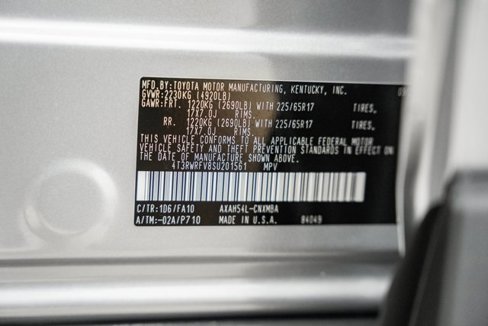 MFD.BY:TOYOTA MOTOR MANUFACTURING, KENTUCKY, INC.
GVWR:2230KG (4920LB)
GAWR:FRT. 1220KG (2690LB) WITH 225/65R17 TIRES,
17X7.0J RIMS,
RR. 1220KG (2690LB) WITH 225/65R17 TIRES,
17X7.0J RIMS,
THIS VEHICLE CONFORMS TO ALL APPLICABLE FEDERAL MOTOR
VEHICLE SAFETY AND THEFT PREVENTION STANDARDS IN EFFECT ON
THE DATE OF MANUFACTURE SHOWN ABOVE.
4T3RWRFV8SU201561 MPV
C/TR:1D6/FA10 AXAH54L-CNXMBA
A/TM:-02A/P710 MADE IN U.S.A. 84049